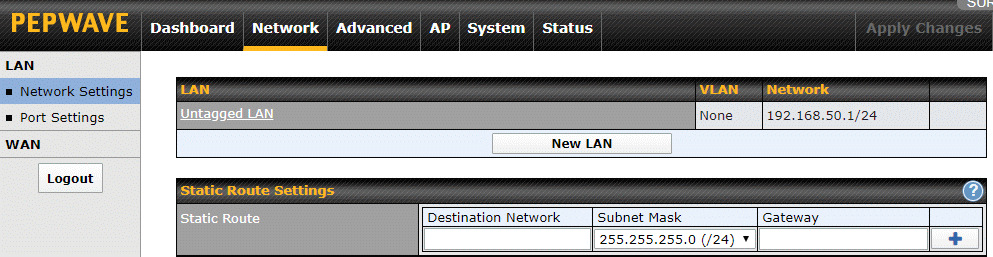 SUR
PEPWAVE
Dashboard Network Advanced AP System Status Apply Changes
LAN
Network Settings
Port Settings
WAN
Logout
LAN VLAN Network
Untagged LAN None 192.168.50.1/24
New LAN
Static Route Settings ?
Static Route
Destination Network Subnet Mask Gateway
255.255.255.0 (/24)